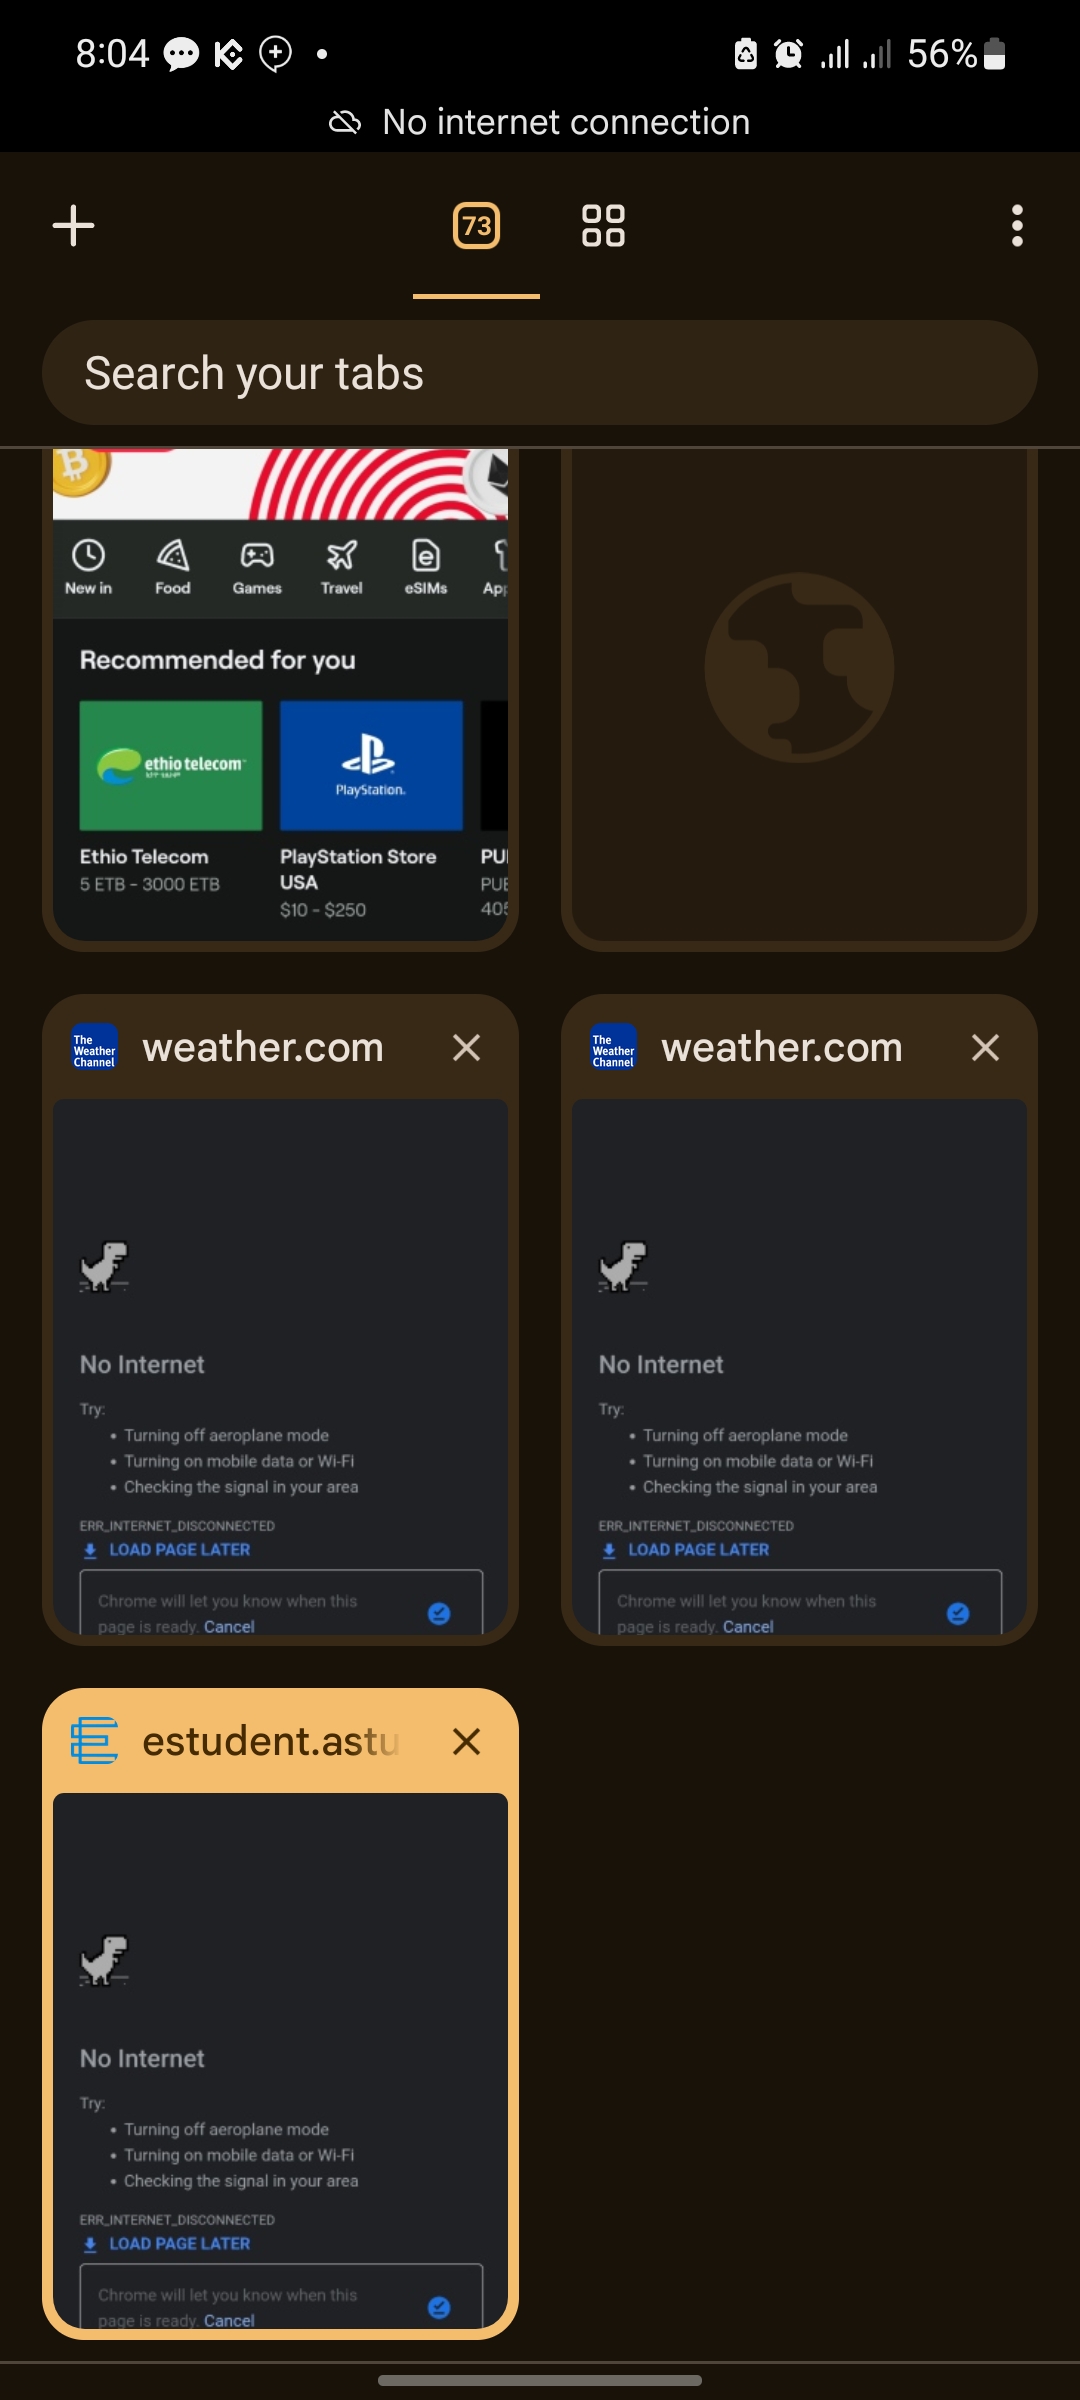 8:04
56%
No internet connection
73
Search your tabs
New in
Food
Games
Travel
eSIMs
Recommended for you
ethio telecom
PlayStation.
Ethio Telecom
5 ETB - 3000 ETB
PlayStation Store
USA
$10 - $250
The
Weather
Channel
weather.com
No Internet
Try:
• Turning off aeroplane mode
• Turning on mobile data or Wi-Fi
• Checking the signal in your area
ERR_INTERNET_DISCONNECTED
LOAD PAGE LATER
Chrome will let you know when this
page is ready. Cancel
The
Weather
Channel
weather.com
No Internet
Try:
• Turning off aeroplane mode
• Turning on mobile data or Wi-Fi
• Checking the signal in your area
ERR_INTERNET_DISCONNECTED
LOAD PAGE LATER
Chrome will let you know when this
page is ready. Cancel
estudent.astu
No Internet
Try:
• Turning off aeroplane mode
• Turning on mobile data or Wi-Fi
• Checking the signal in your area
ERR_INTERNET_DISCONNECTED
LOAD PAGE LATER
Chrome will let you know when this
page is ready. Cancel